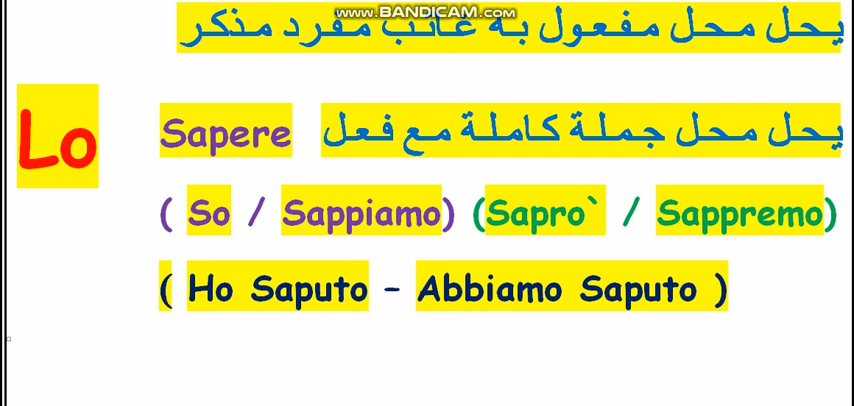 www.BANDICAM.com
يحل محل مفعول به غائب مفرد مذكر
Lo
Sapere يحل محل جملة كاملة مع فعل
( So / Sappiamo) (Sapro` / Sappremo)
( Ho Saputo – Abbiamo Saputo )